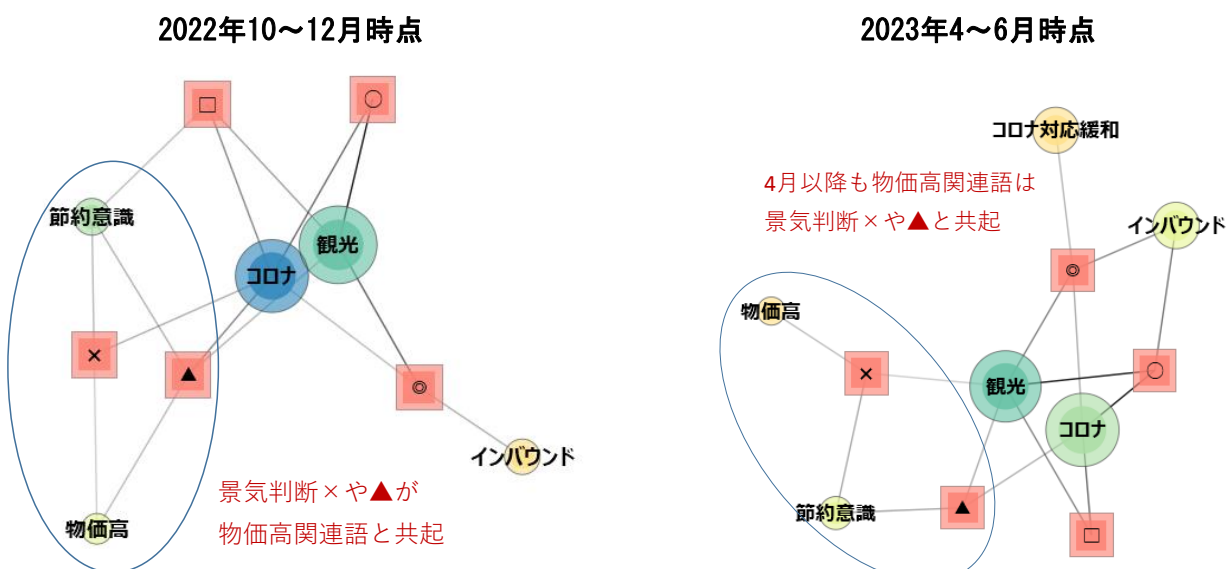 2022年10～12月時点
□
○
節約意識
観光
コロナ
×
▲
◎
インバウンド
物価高
景気判断×や▲が
物価高関連語と共起
2023年4～6月時点
コロナ対応緩和
4月以降も物価高関連語は
景気判断×や▲と共起
インバウンド
◎
物価高
×
○
観光
コロナ
節約意識
▲
□